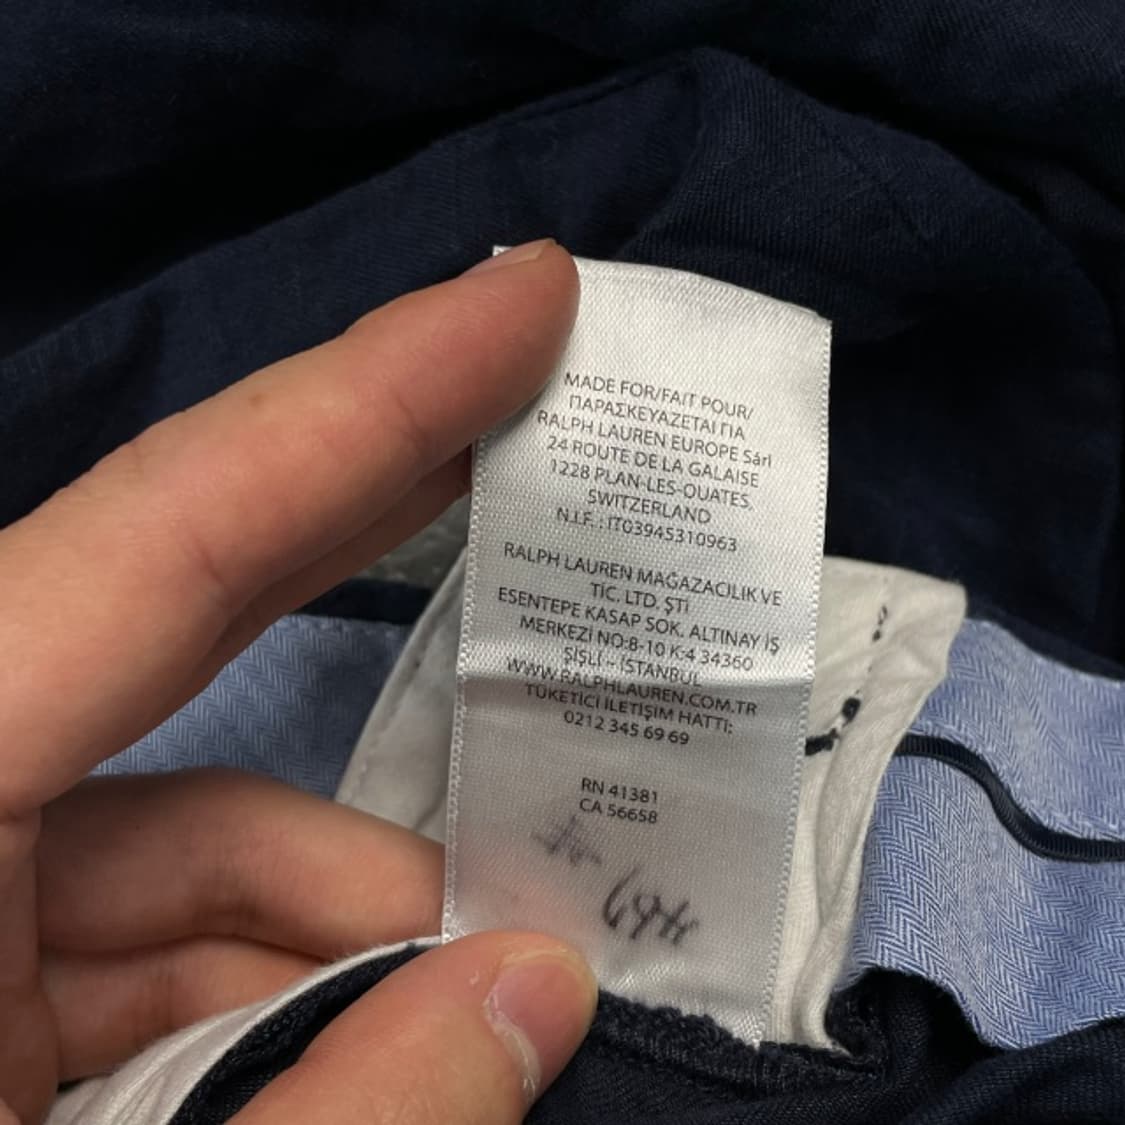 MADE FOR/FAIT POUR/
ΠΑΡΑΣΚΕΥΑΖΕΤΑΙ ΓΙΑ
RALPH LAUREN EUROPE Sárl
24 ROUTE DE LA GALAISE
1228 PLAN-LES-OUATES,
SWITZERLAND
N.I.F. : IT03945310963
RALPH LAUREN MAĞAZACILIK VE
TİC. LTD. ŞTİ
ESENTEPE KASAP SOK. ALTINAY İŞ
MERKEZİ NO:8-10 K-4 34360
ŞİŞLİ – İSTANBUL
WWW.RALPHLAUREN.COM.TR
TÜKETİCİ İLETİŞİM HATTI:
0212 345 69 69
RN 41381
CA 56658